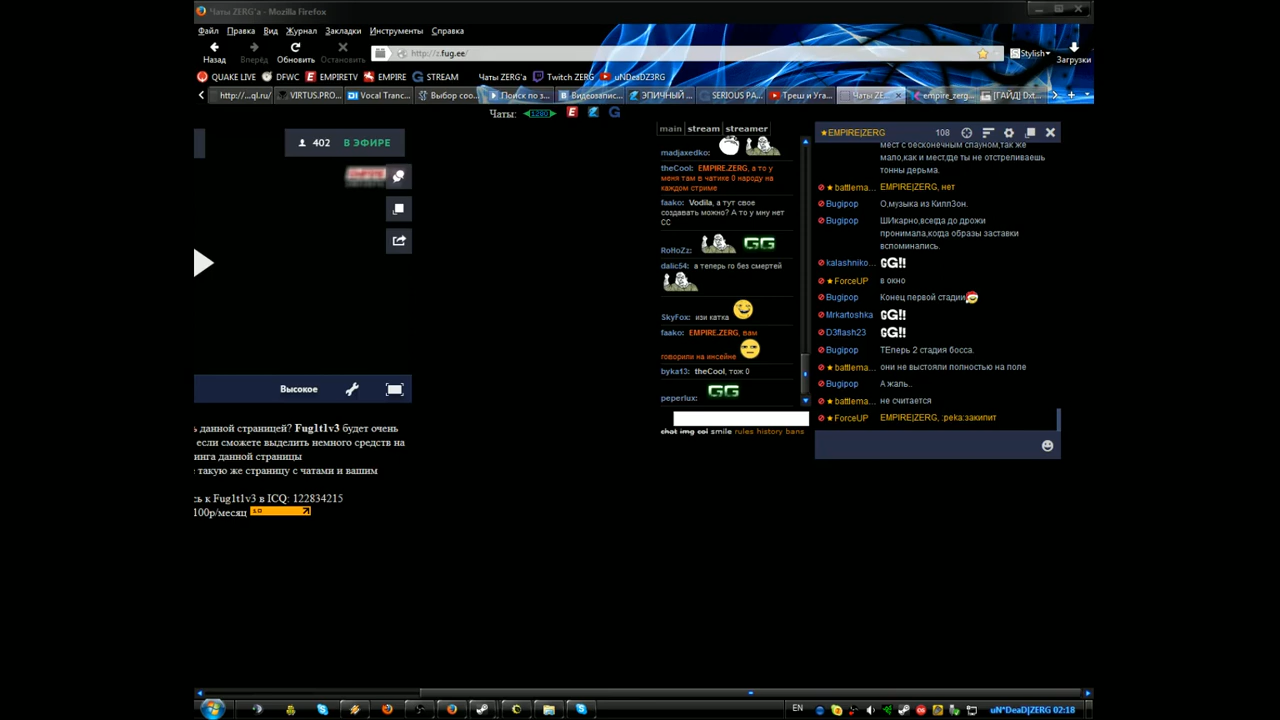 Чаты ZERG'а - Mozilla Firefox
Файл Правка Вид Журнал Закладки Инструменты Справка
Назад Вперёд Обновить Остановить
http://z.fug.ee/
Stylish
Загрузки
QUAKE LIVE DFWC EMPIRETV EMPIRE STREAM Чаты ZERG'а Twitch ZERG uNDeaDZ3RG
http://...ql.ru/ VIRTUS.PRO... Vocal Tranc... Выбор соо... Поиск по з... Видеозапис... ЭПИЧНЫЙ ... SERIOUS PA... Треш и Уга... Чаты ZE... empire_zerg... [ГАЙД] Dxt...
Чаты: 1280
402 В ЭФИРЕ
EMPIRE
Высокое
данной страницей? Fug1t1v3 будет очень
если сможете выделить немного средств на
инга данной страницы
такую же страницу с чатами и вашим
сь к Fug1t1v3 в ICQ: 122834215
100р/месяц
main stream streamer
madjaxedko:
theCool: EMPIRE.ZERG, а то у
меня там в чатике 0 народу на
каждом стриме
faako: Vodila, а тут свое
создавать можно? А то у мну нет
СС
RoHoZz: GG
dalic54: а теперь го без смертей
SkyFox: изи катка
faako: EMPIRE.ZERG, вам
говорили на инсейне
byka13: theCool, тож 0
peperlux: GG
chat img col smile rules history bans
EMPIRE|ZERG 108
мест с бесконечным спауном,так же
мало,как и мест,где ты не отстреливаешь
тонны дерьма.
battlema... EMPIRE|ZERG, нет
Bugipop О,музыка из КиллЗон.
Bugipop ШИкарно,всегда до дрожи
пронимала,когда образы заставки
вспоминались.
kalashniko... GG!!
ForceUP в окно
Bugipop Конец первой стадии
Mrkartoshka GG!!
D3flash23 GG!!
Bugipop ТЕперь 2 стадия босса.
battlema... они не выстояли полностью на поле
Bugipop А жаль..
battlema... не считается
ForceUP EMPIRE|ZERG, :река:закипит
EN
uN*DeaD|ZERG 02:18